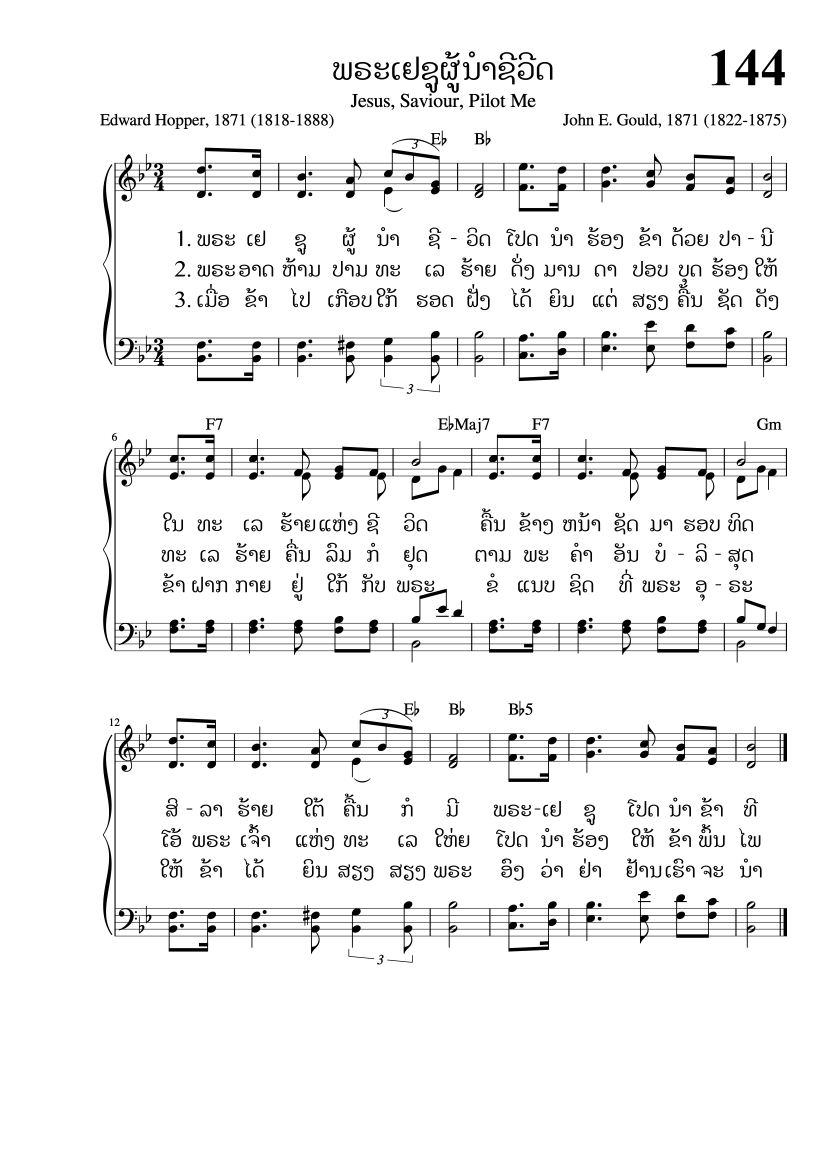 ພຣະເຢຊູຜູ້ນຳຊີວິດ
144
Jesus, Saviour, Pilot Me
Edward Hopper, 1871 (1818-1888)
John E. Gould, 1871 (1822-1875)
3 E♭ B♭
1. ພຣະ ເຢ ຊູ ຜູ້ ນຳ ຊີ - ວິດ ໂປດ ນຳ ຮ້ອງ ຂ້າ ດ້ວຍ ປາ - ນີ
2. ພຣະອາດ ຫ້າມ ປາມ ທະ ເລ ຮ້າຍ ດັ່ງ ມານ ດາ ປອບ ບຸດ ຮ້ອງ ໃຫ້
3. ເມື່ອ ຂ້າ ໄປ ເກືອບ ໃກ້ ຮອດ ຝັ່ງ ໄດ້ ຍິນ ແຕ່ ສຽງ ຄື້ນ ຊັດ ດັງ
3
6 F7 E♭Maj7 F7 Gm
ໃນ ທະ ເລ ຮ້າຍ ແຫ່ງ ຊີ ວິດ ຄື້ນ ຂ້າງ ຫນ້າ ຊັດ ມາ ຮອບ ທິດ
ທະ ເລ ຮ້າຍ ຄື່ນ ລົມ ກໍ ຢຸດ ຕາມ ພະ ຄຳ ອັນ ບໍ - ລິ - ສຸດ
ຂ້າ ຝາກ ກາຍ ຢູ່ ໃກ້ ກັບ ພຣະ ຂໍ ແນບ ຊິດ ທີ່ ພຣະ ອຸ - ຣະ
12 3 E♭ B♭ B♭5
ສິ - ລາ ຮ້າຍ ໃຕ້ ຄື້ນ ກໍ ມີ ພຣະ-ເຢ ຊູ ໂປດ ນຳ ຂ້າ ທີ
ໂອ້ ພຣະ ເຈົ້າ ແຫ່ງ ທະ ເລ ໃຫ່ຍ ໂປດ ນຳ ຮ້ອງ ໃຫ້ ຂ້າ ພົ້ນ ໄພ
ໃຫ້ ຂ້າ ໄດ້ ຍິນ ສຽງ ສຽງ ພຣະ ອົງ ວ່າ ຢ່າ ຢ້ານ ເຮົາ ຈະ ນຳ
3